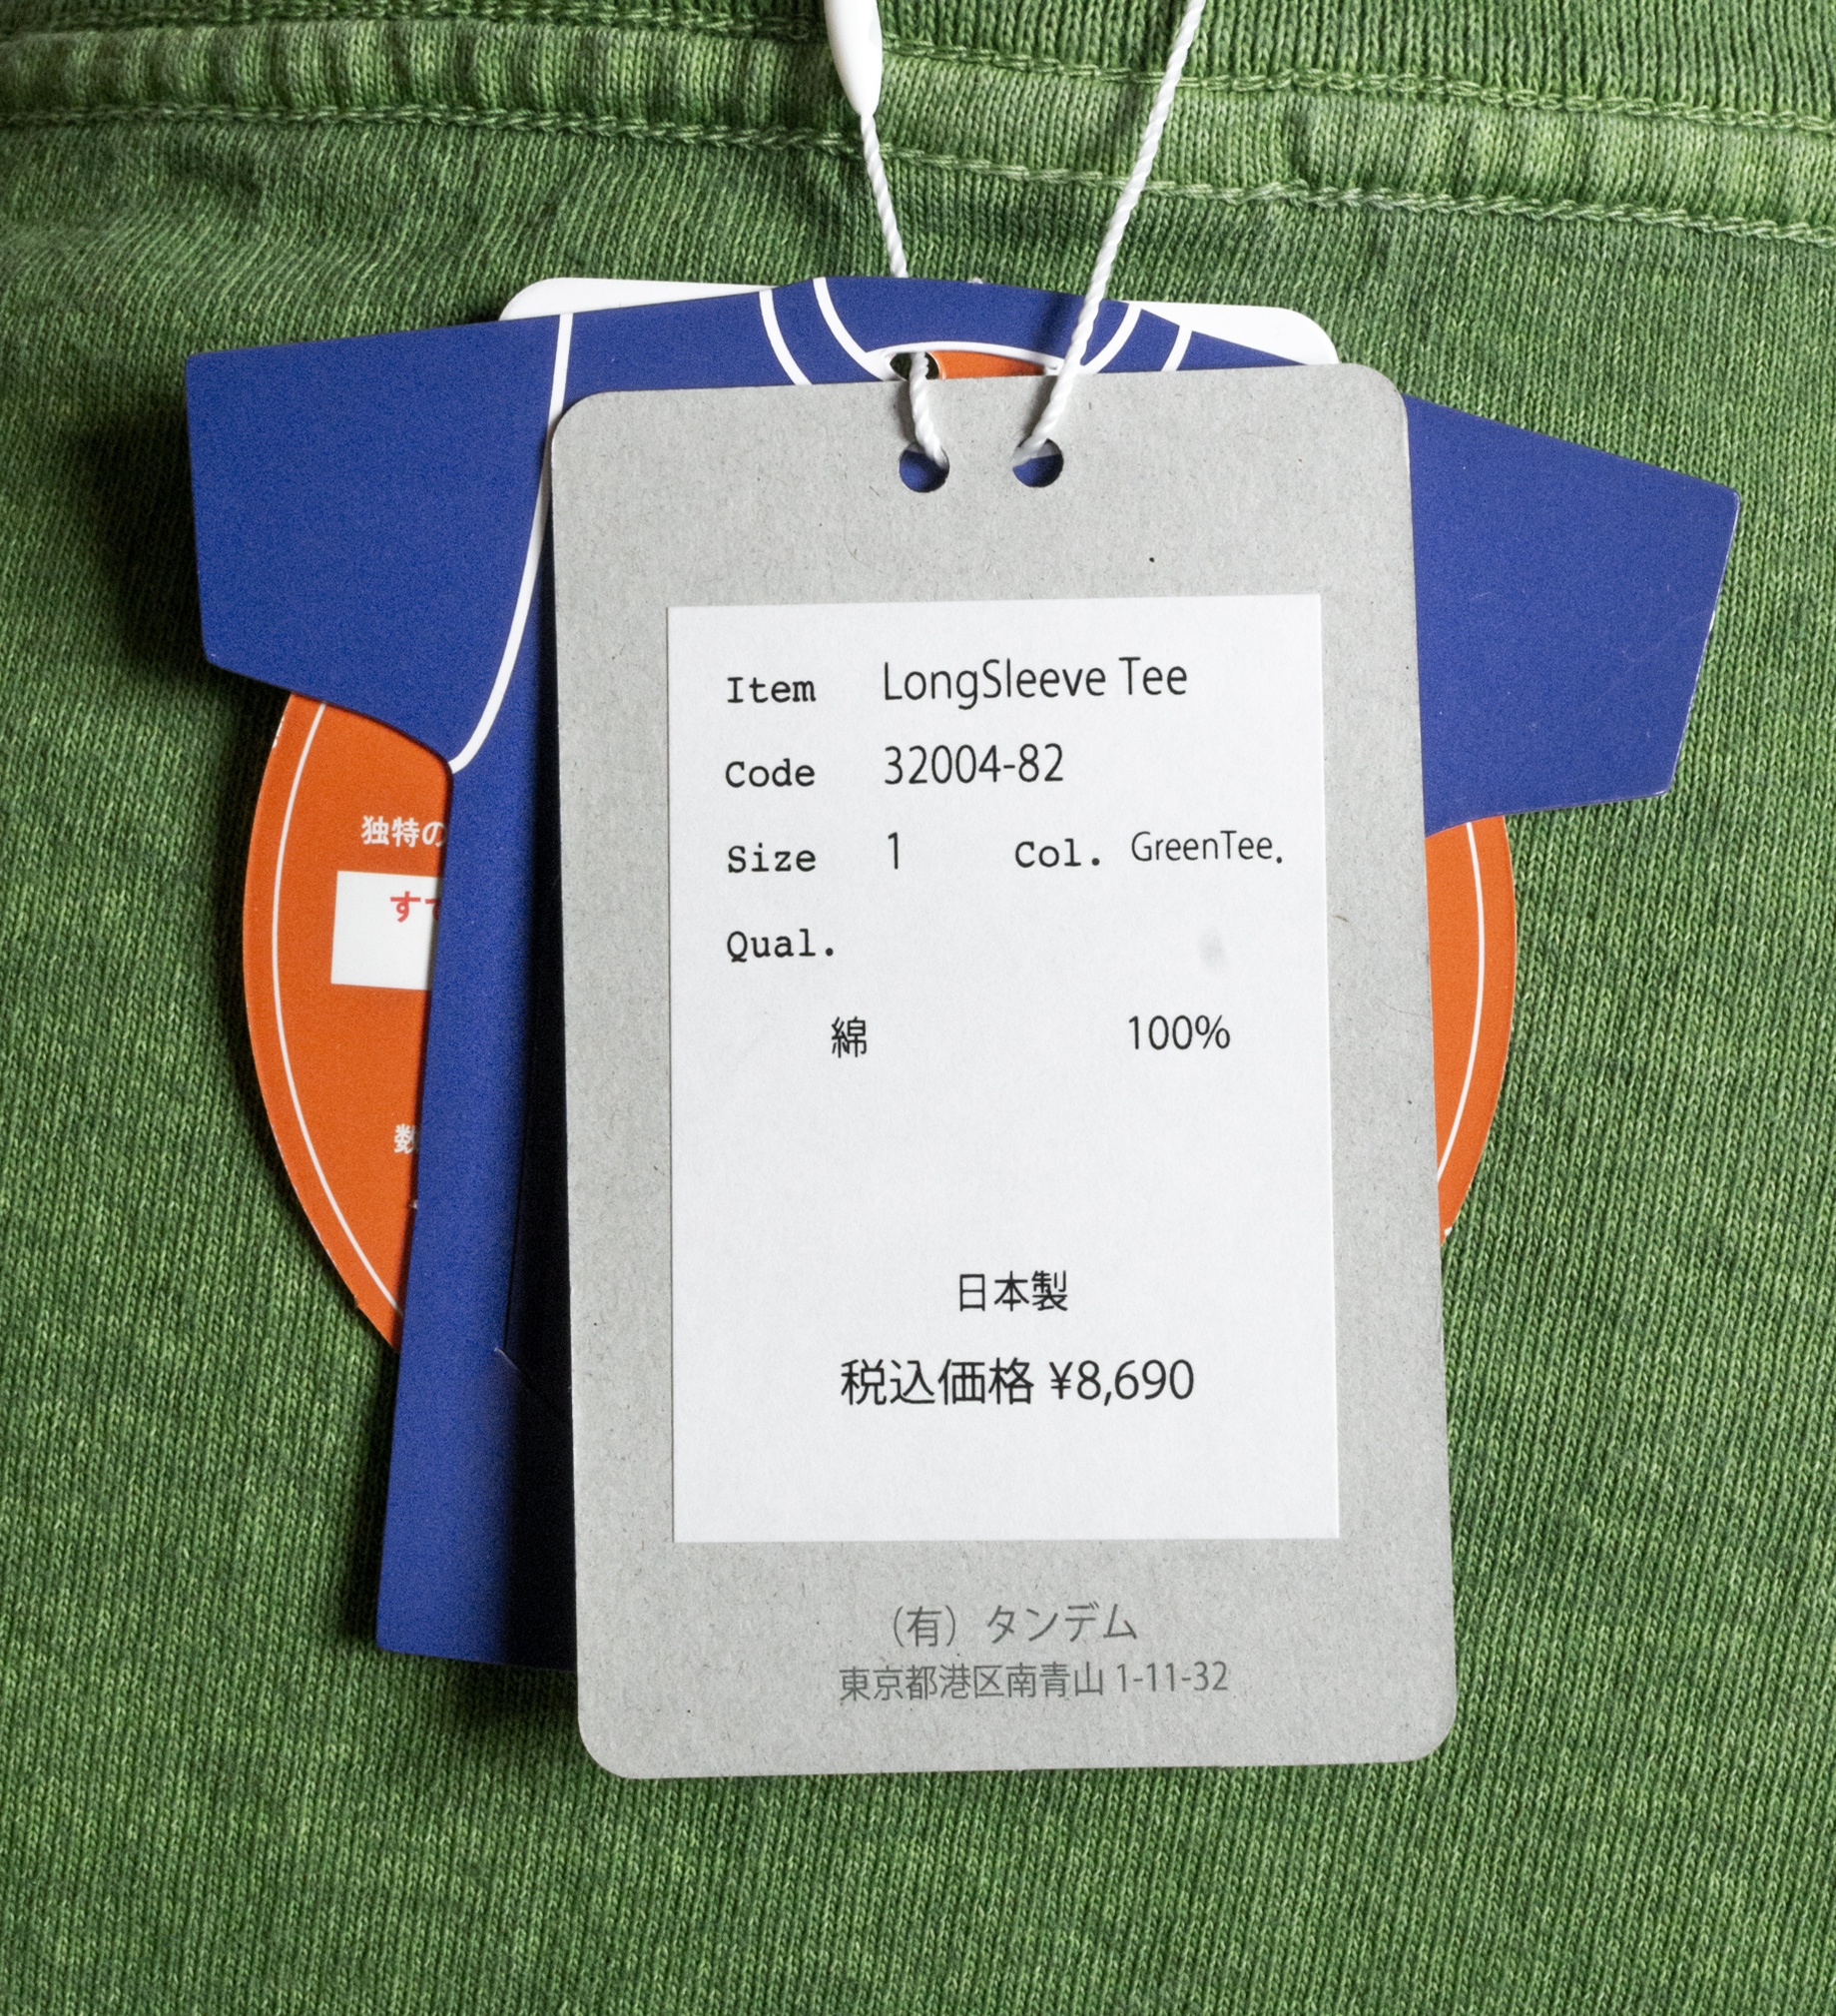 Item LongSleeve Tee
Code 32004-82
Size 1 Col. GreenTee.
Qual.
綿 100%
日本製
税込価格 ¥8,690
（有）タンデム
東京都港区南青山 1-11-32
独特の
す
数